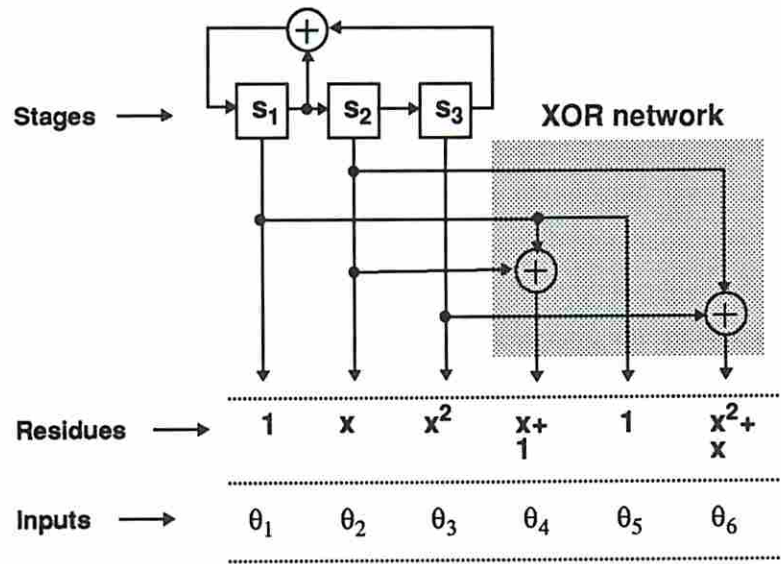 Stages
s₁ s₂ s₃
XOR network
Residues 1 x x² x+ 1 x²+
1 x
Inputs θ₁ θ₂ θ₃ θ₄ θ₅ θ₆